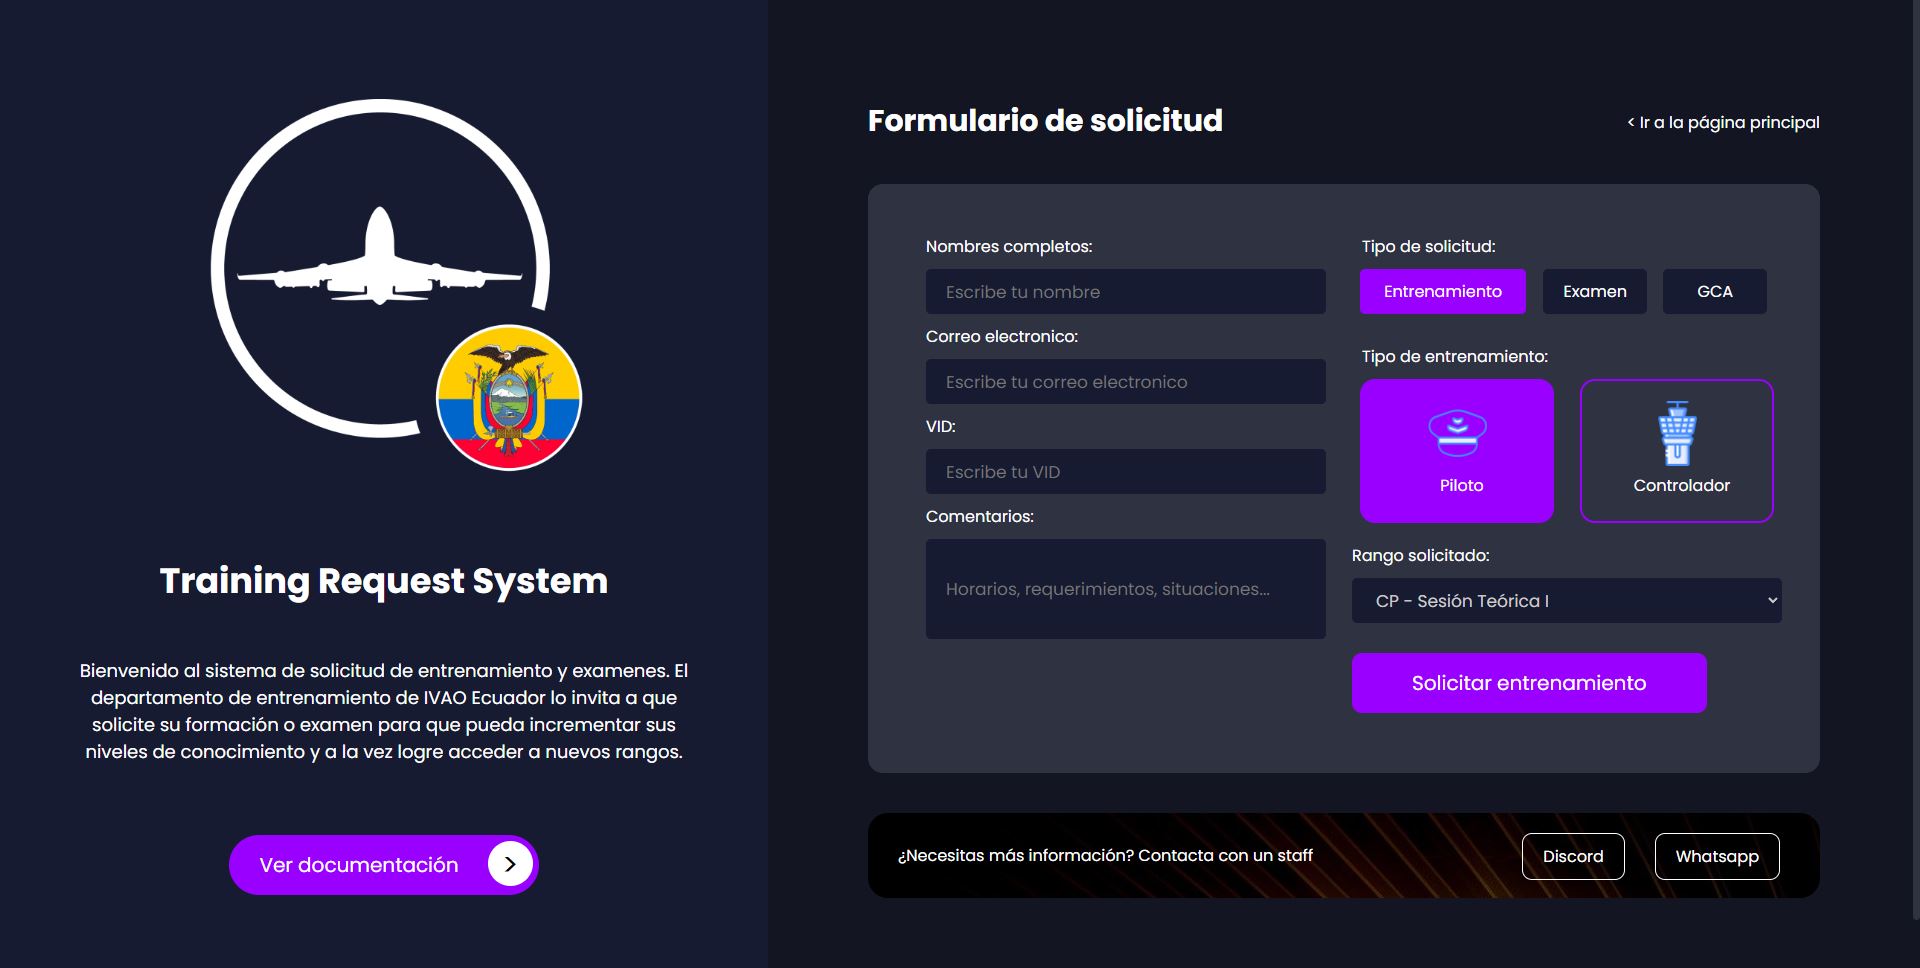 Training Request System
Bienvenido al sistema de solicitud de entrenamiento y examenes. El
departamento de entrenamiento de IVAO Ecuador lo invita a que
solicite su formación o examen para que pueda incrementar sus
niveles de conocimiento y a la vez logre acceder a nuevos rangos.
Ver documentación >
Formulario de solicitud
< Ir a la página principal
Nombres completos:
Escribe tu nombre
Correo electronico:
Escribe tu correo electronico
VID:
Escribe tu VID
Comentarios:
Horarios, requerimientos, situaciones...
Tipo de solicitud:
Entrenamiento Examen GCA
Tipo de entrenamiento:
Piloto Controlador
Rango solicitado:
CP - Sesión Teórica I
Solicitar entrenamiento
¿Necesitas más información? Contacta con un staff
Discord Whatsapp